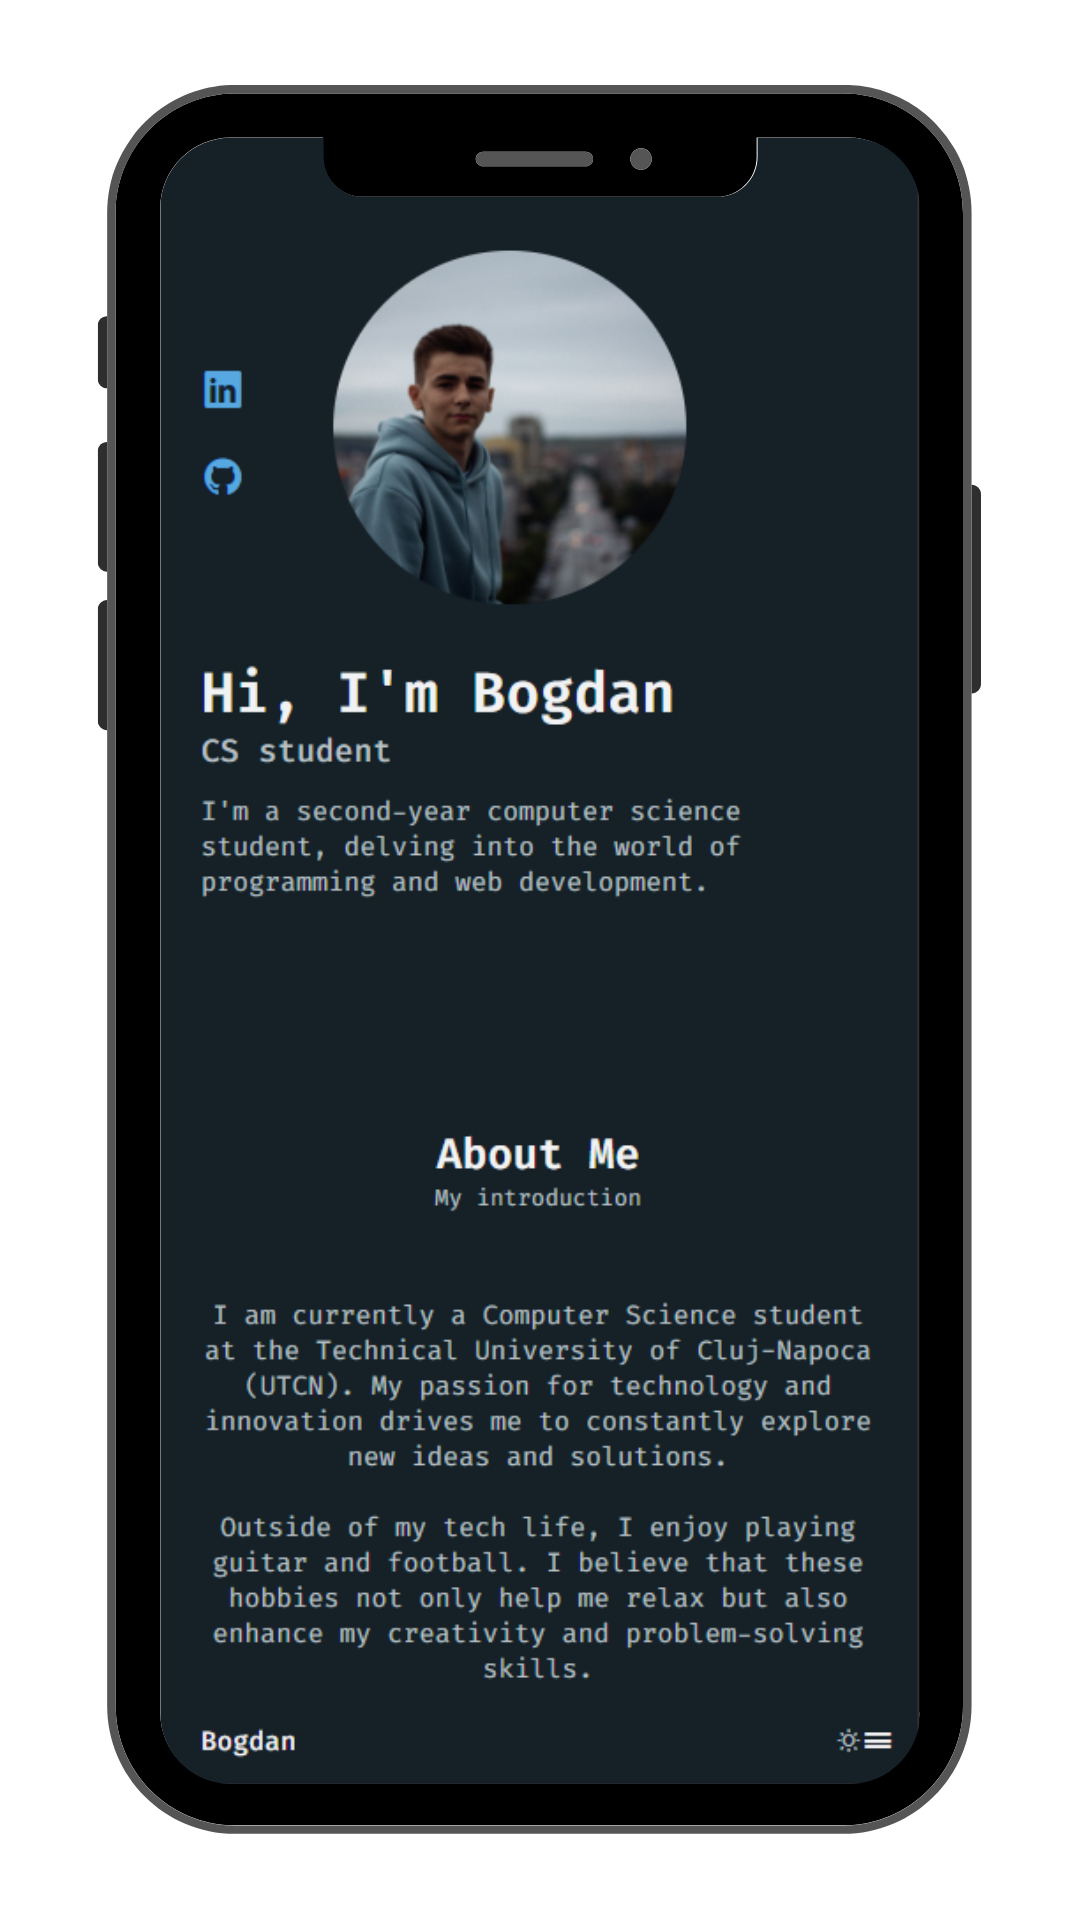 in
Hi, I'm Bogdan
CS student
I'm a second-year computer science
student, delving into the world of
programming and web development.
About Me
My introduction
I am currently a Computer Science student
at the Technical University of Cluj-Napoca
(UTCN). My passion for technology and
innovation drives me to constantly explore
new ideas and solutions.
Outside of my tech life, I enjoy playing
guitar and football. I believe that these
hobbies not only help me relax but also
enhance my creativity and problem-solving
skills.
Bogdan